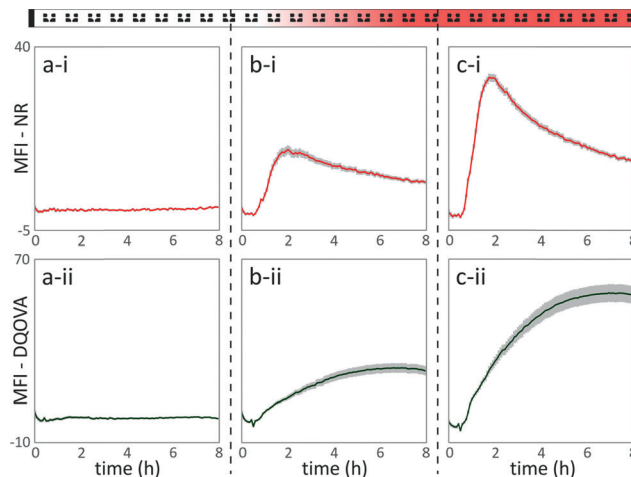 40
a-i
b-i
c-i
MFI - NR
-5
0 2 4 6 8
0 2 4 6 8
0 2 4 6 8
70
a-ii
b-ii
c-ii
MFI - DQOVA
-10
0 2 4 6 8
0 2 4 6 8
0 2 4 6 8
time (h)
time (h)
time (h)